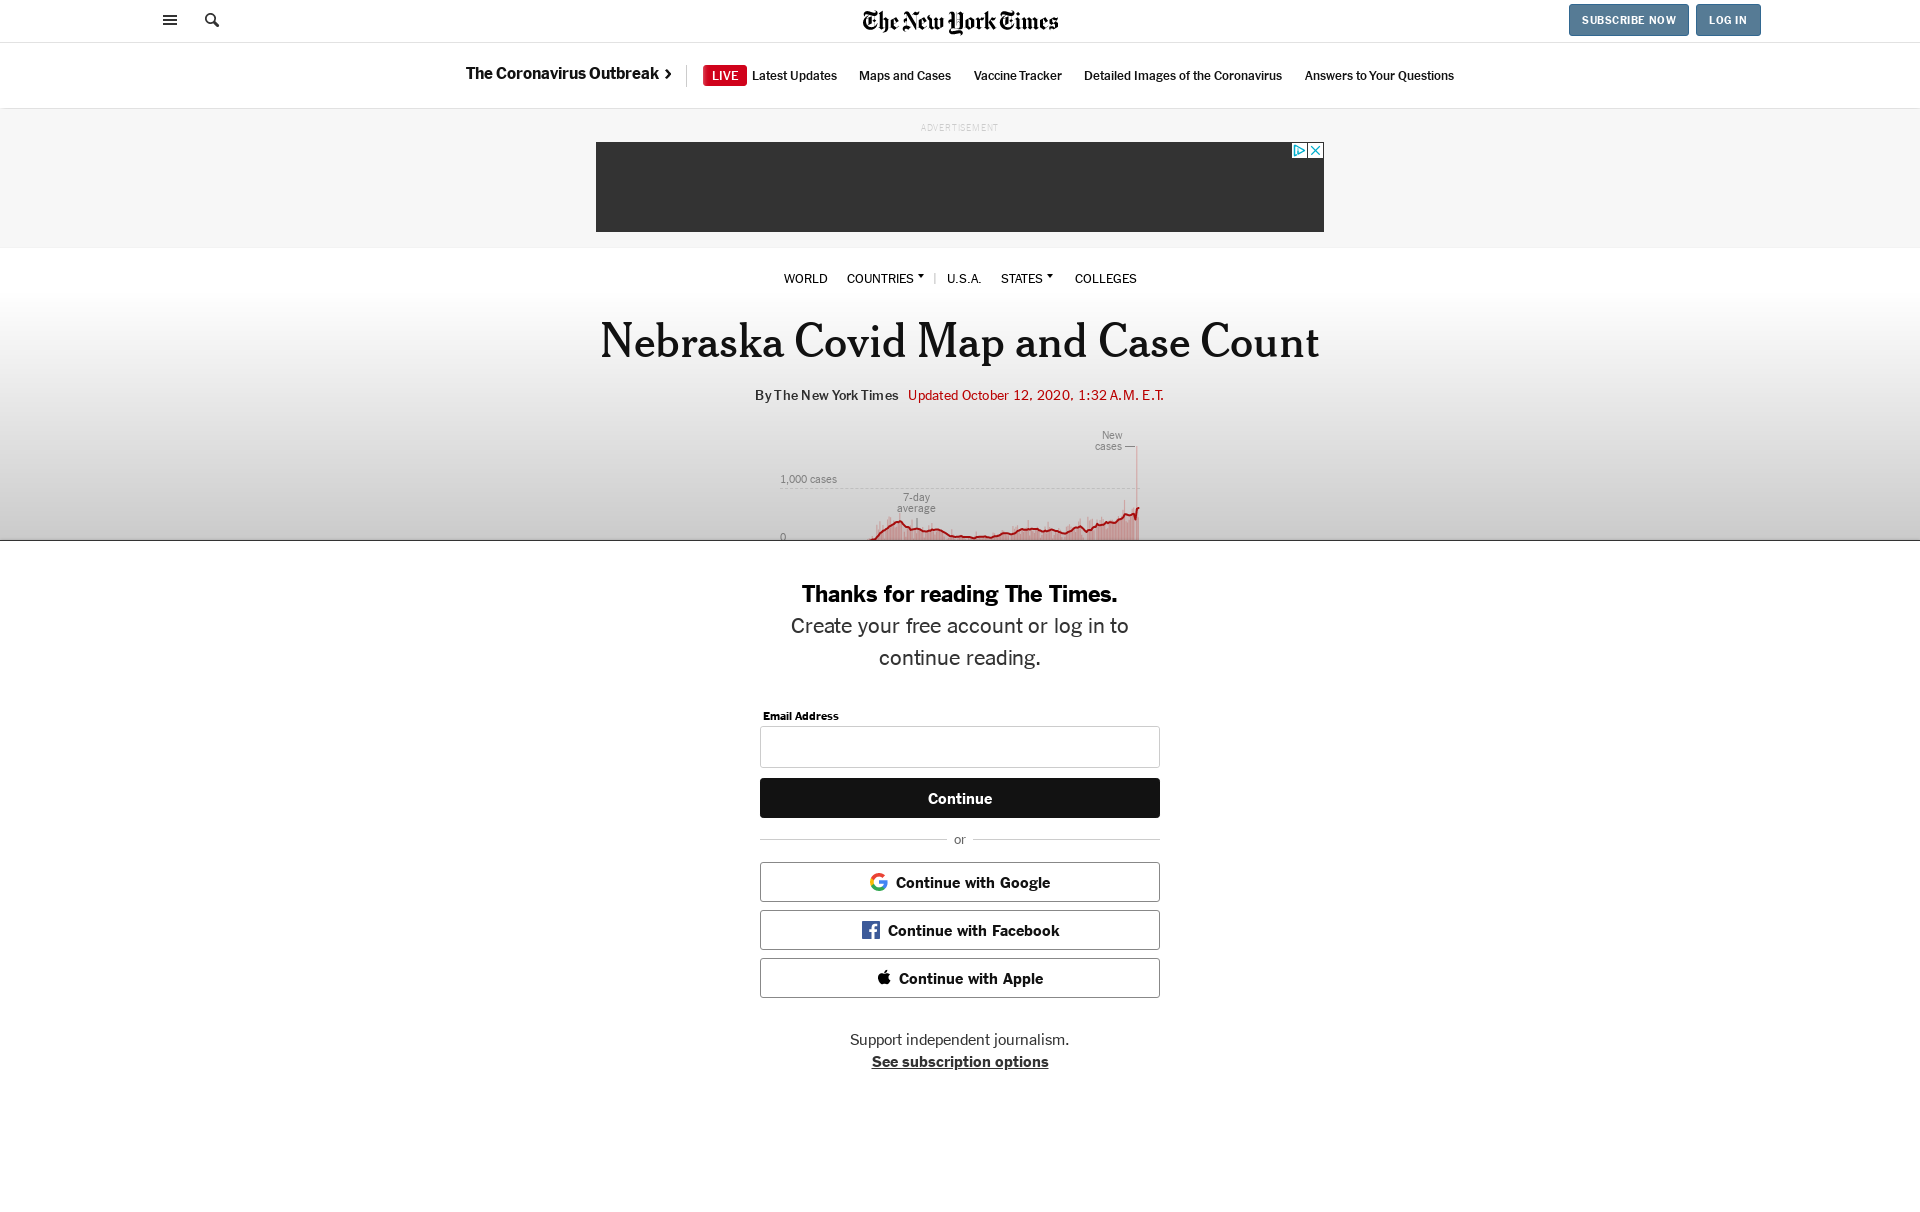 The New York Times
SUBSCRIBE NOW
LOG IN
The Coronavirus Outbreak
LIVE Latest Updates
Maps and Cases
Vaccine Tracker
Detailed Images of the Coronavirus
Answers to Your Questions
ADVERTISEMENT
WORLD
COUNTRIES
U.S.A.
STATES
COLLEGES
Nebraska Covid Map and Case Count
By The New York Times Updated October 12, 2020, 1:32 A.M. E.T.
New
cases
1,000 cases
7-day
average
0
Thanks for reading The Times.
Create your free account or log in to
continue reading.
Email Address
Continue
or
Continue with Google
Continue with Facebook
Continue with Apple
Support independent journalism.
See subscription options